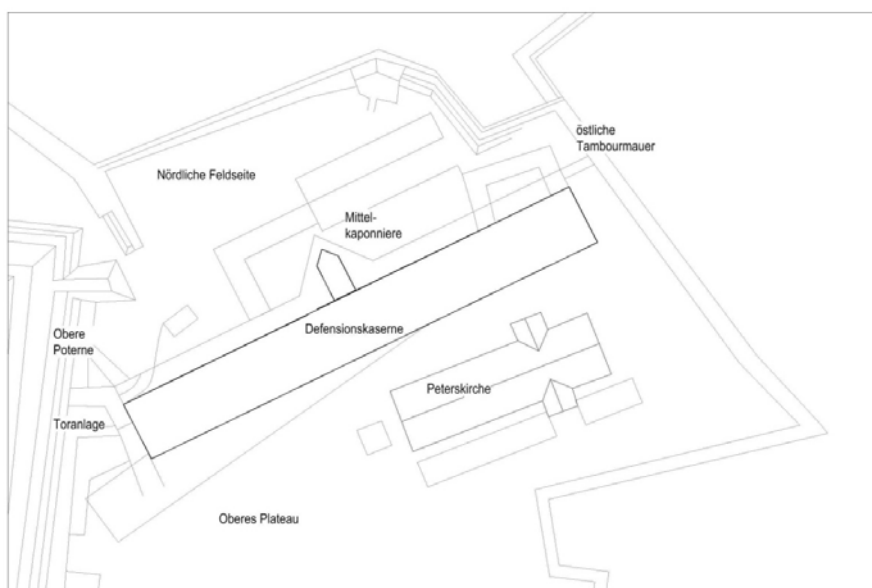 östliche
Tambourmauer
Nördliche Feldseite
Mittel-
kaponniere
Obere
Poterne
Defensionskaserne
Peterskirche
Toranlage
Oberes Plateau